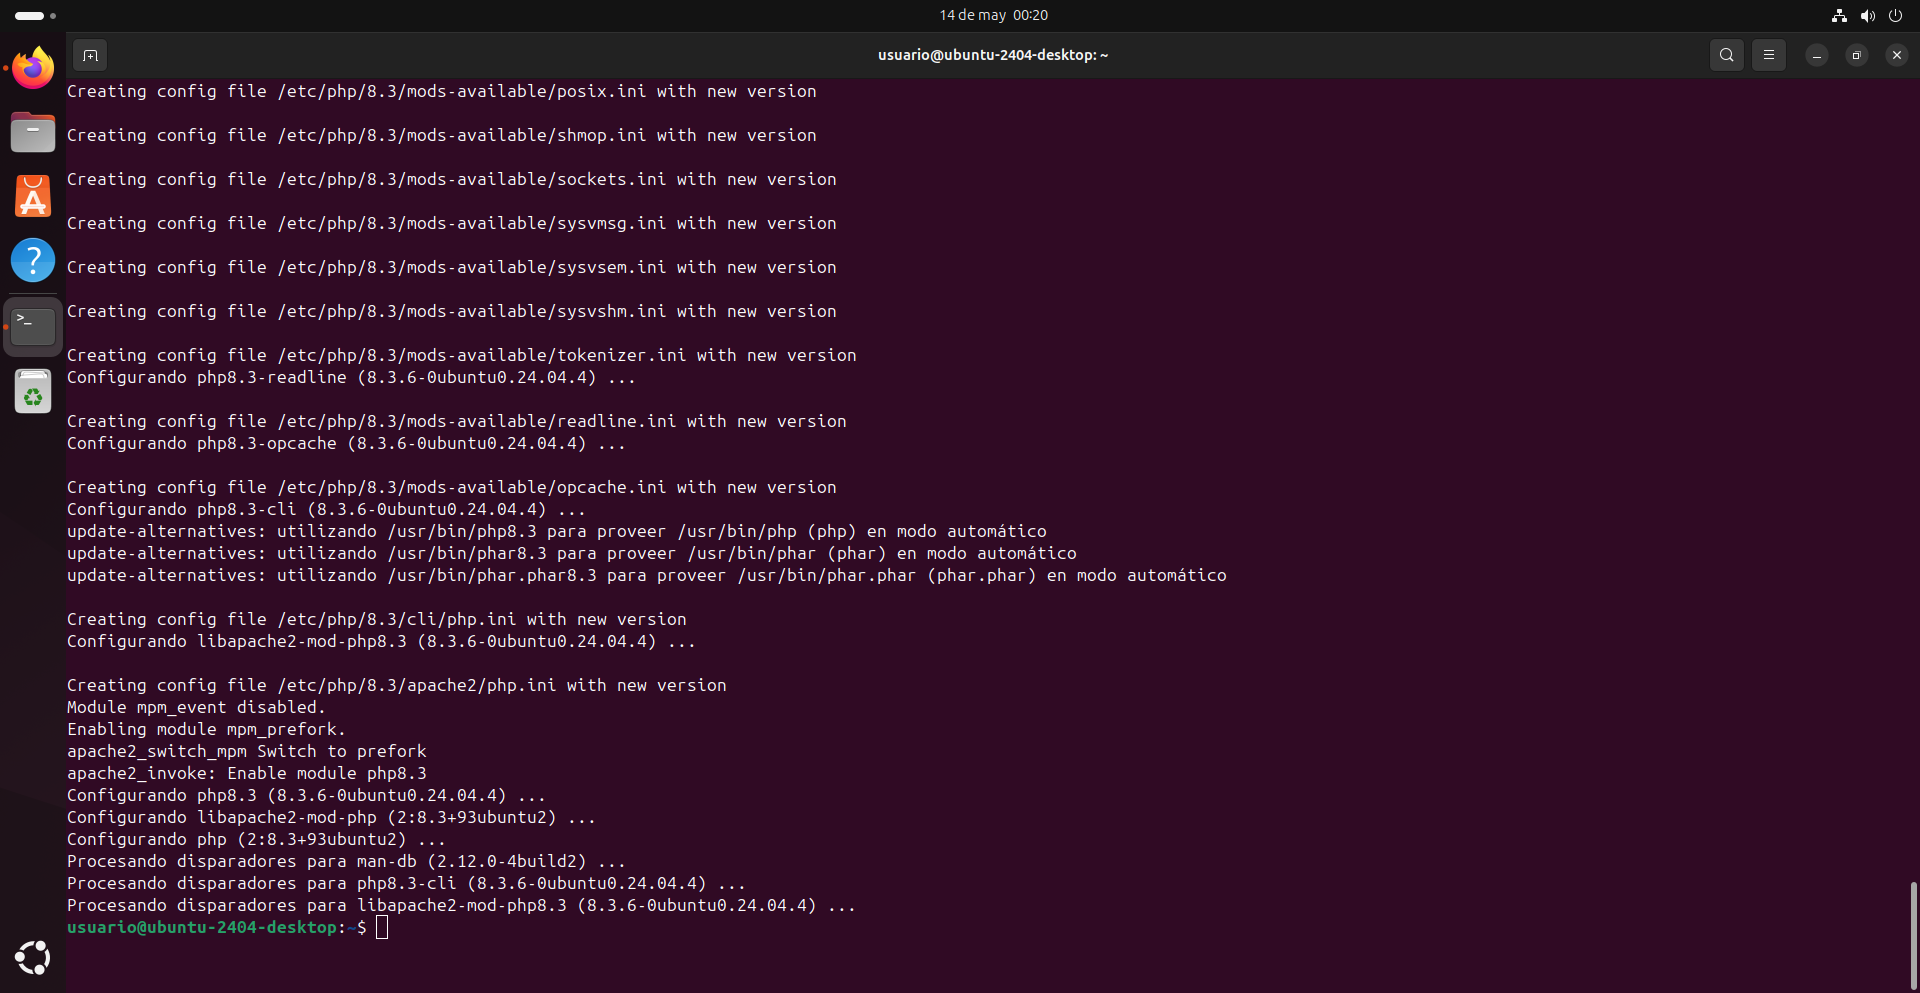 14 de may 00:20
usuario@ubuntu-2404-desktop: ~
Creating config file /etc/php/8.3/mods-available/posix.ini with new version
Creating config file /etc/php/8.3/mods-available/shmop.ini with new version
Creating config file /etc/php/8.3/mods-available/sockets.ini with new version
Creating config file /etc/php/8.3/mods-available/sysvmsg.ini with new version
Creating config file /etc/php/8.3/mods-available/sysvsem.ini with new version
Creating config file /etc/php/8.3/mods-available/sysvshm.ini with new version
Creating config file /etc/php/8.3/mods-available/tokenizer.ini with new version
Configurando php8.3-readline (8.3.6-0ubuntu0.24.04.4) ...
Creating config file /etc/php/8.3/mods-available/readline.ini with new version
Configurando php8.3-opcache (8.3.6-0ubuntu0.24.04.4) ...
Creating config file /etc/php/8.3/mods-available/opcache.ini with new version
Configurando php8.3-cli (8.3.6-0ubuntu0.24.04.4) ...
update-alternatives: utilizando /usr/bin/php8.3 para proveer /usr/bin/php (php) en modo automático
update-alternatives: utilizando /usr/bin/phar8.3 para proveer /usr/bin/phar (phar) en modo automático
update-alternatives: utilizando /usr/bin/phar.phar8.3 para proveer /usr/bin/phar.phar (phar.phar) en modo automático
Creating config file /etc/php/8.3/cli/php.ini with new version
Configurando libapache2-mod-php8.3 (8.3.6-0ubuntu0.24.04.4) ...
Creating config file /etc/php/8.3/apache2/php.ini with new version
Module mpm_event disabled.
Enabling module mpm_prefork.
apache2_switch_mpm Switch to prefork
apache2_invoke: Enable module php8.3
Configurando php8.3 (8.3.6-0ubuntu0.24.04.4) ...
Configurando libapache2-mod-php (2:8.3+93ubuntu2) ...
Configurando php (2:8.3+93ubuntu2) ...
Procesando disparadores para man-db (2.12.0-4build2) ...
Procesando disparadores para php8.3-cli (8.3.6-0ubuntu0.24.04.4) ...
Procesando disparadores para libapache2-mod-php8.3 (8.3.6-0ubuntu0.24.04.4) ...
usuario@ubuntu-2404-desktop:~$